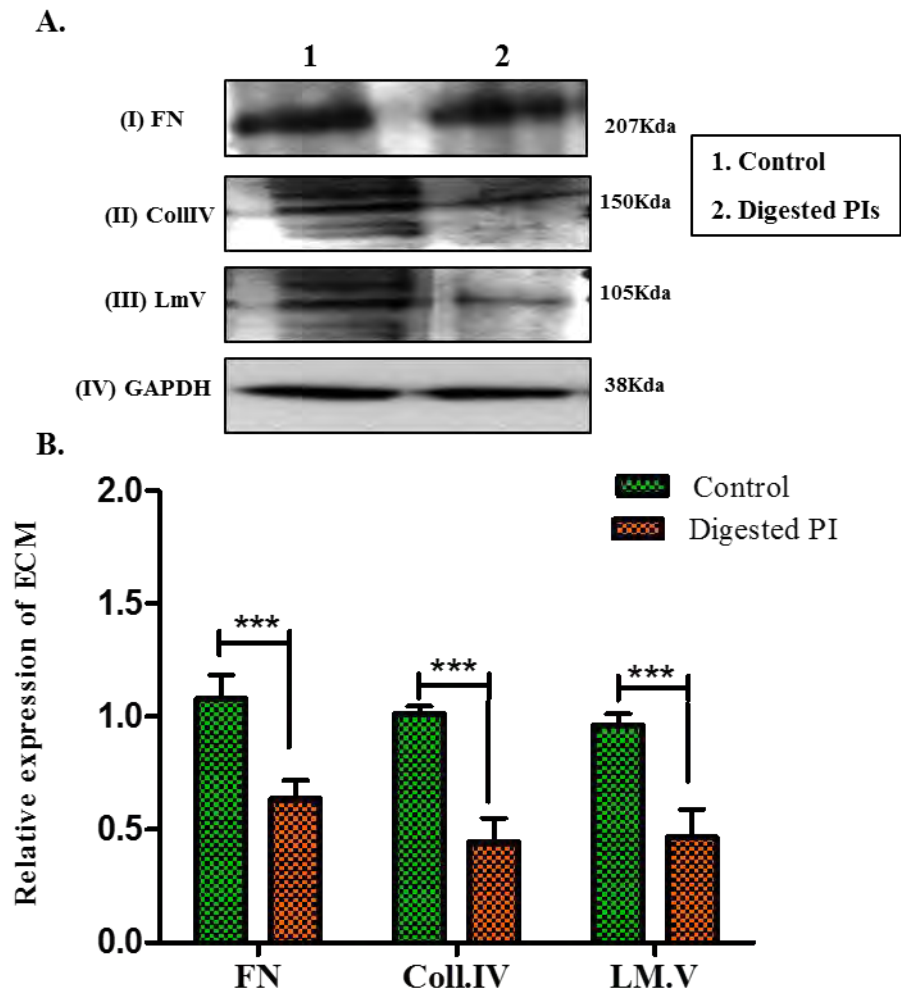 A.
1 2
(I) FN
207Kda
(II) CollIV
150Kda
(III) LmV
105Kda
(IV) GAPDH
38Kda
1. Control
2. Digested PIs
B.
Relative expression of ECM
2.0
1.5
1.0
0.5
0.0
Control
Digested PI
***
***
***
FN Coll.IV LM.V